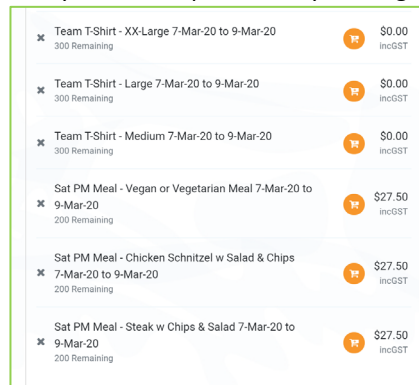 Team T-Shirt - XX-Large 7-Mar-20 to 9-Mar-20
300 Remaining
$0.00
incGST
Team T-Shirt - Large 7-Mar-20 to 9-Mar-20
300 Remaining
$0.00
incGST
Team T-Shirt - Medium 7-Mar-20 to 9-Mar-20
300 Remaining
$0.00
incGST
Sat PM Meal - Vegan or Vegetarian Meal 7-Mar-20 to
9-Mar-20
200 Remaining
$27.50
incGST
Sat PM Meal - Chicken Schnitzel w Salad & Chips
7-Mar-20 to 9-Mar-20
200 Remaining
$27.50
incGST
Sat PM Meal - Steak w Chips & Salad 7-Mar-20 to
9-Mar-20
200 Remaining
$27.50
incGST